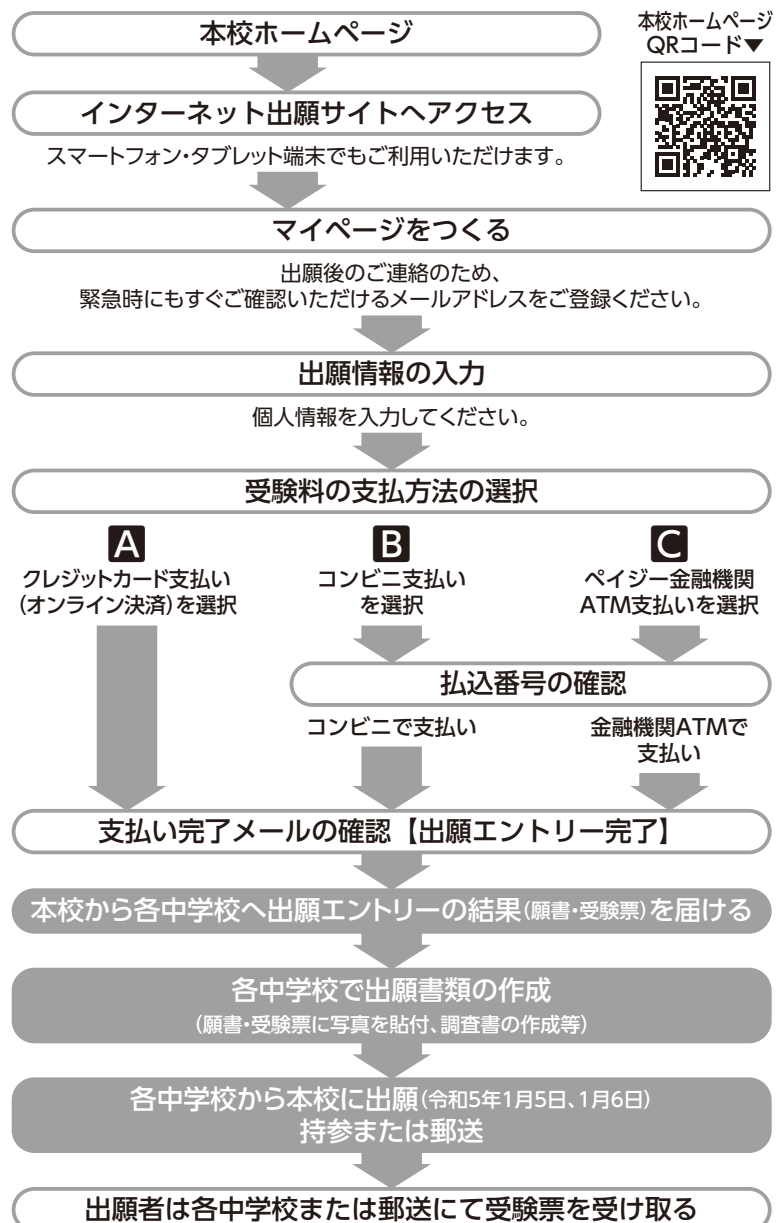 本校ホームページ
本校ホームページ
QRコード▼
インターネット出願サイトへアクセス
スマートフォン・タブレット端末でもご利用いただけます。
マイページをつくる
出願後のご連絡のため、
緊急時にもすぐご確認いただけるメールアドレスをご登録ください。
出願情報の入力
個人情報を入力してください。
受験料の支払方法の選択
A
クレジットカード支払い
(オンライン決済)を選択
B
コンビニ支払い
を選択
C
ペイジー金融機関
ATM支払いを選択
払込番号の確認
コンビニで支払い
金融機関ATMで
支払い
支払い完了メールの確認【出願エントリー完了】
本校から各中学校へ出願エントリーの結果(願書・受験票)を届ける
各中学校で出願書類の作成
(願書・受験票に写真を貼付、調査書の作成等)
各中学校から本校に出願(令和5年1月5日、1月6日)
持参または郵送
出願者は各中学校または郵送にて受験票を受け取る